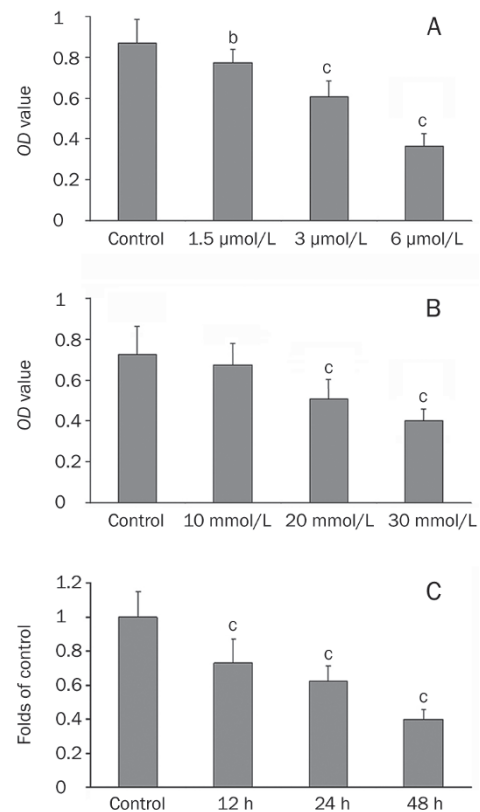 A
OD value
1
0.8
0.6
0.4
0.2
0
b
c
c
Control 1.5 µmol/L 3 µmol/L 6 µmol/L
B
OD value
1
0.8
0.6
0.4
0.2
0
c
c
Control 10 mmol/L 20 mmol/L 30 mmol/L
C
Folds of control
1.2
1
0.8
0.6
0.4
0.2
0
c
c
c
Control 12 h 24 h 48 h